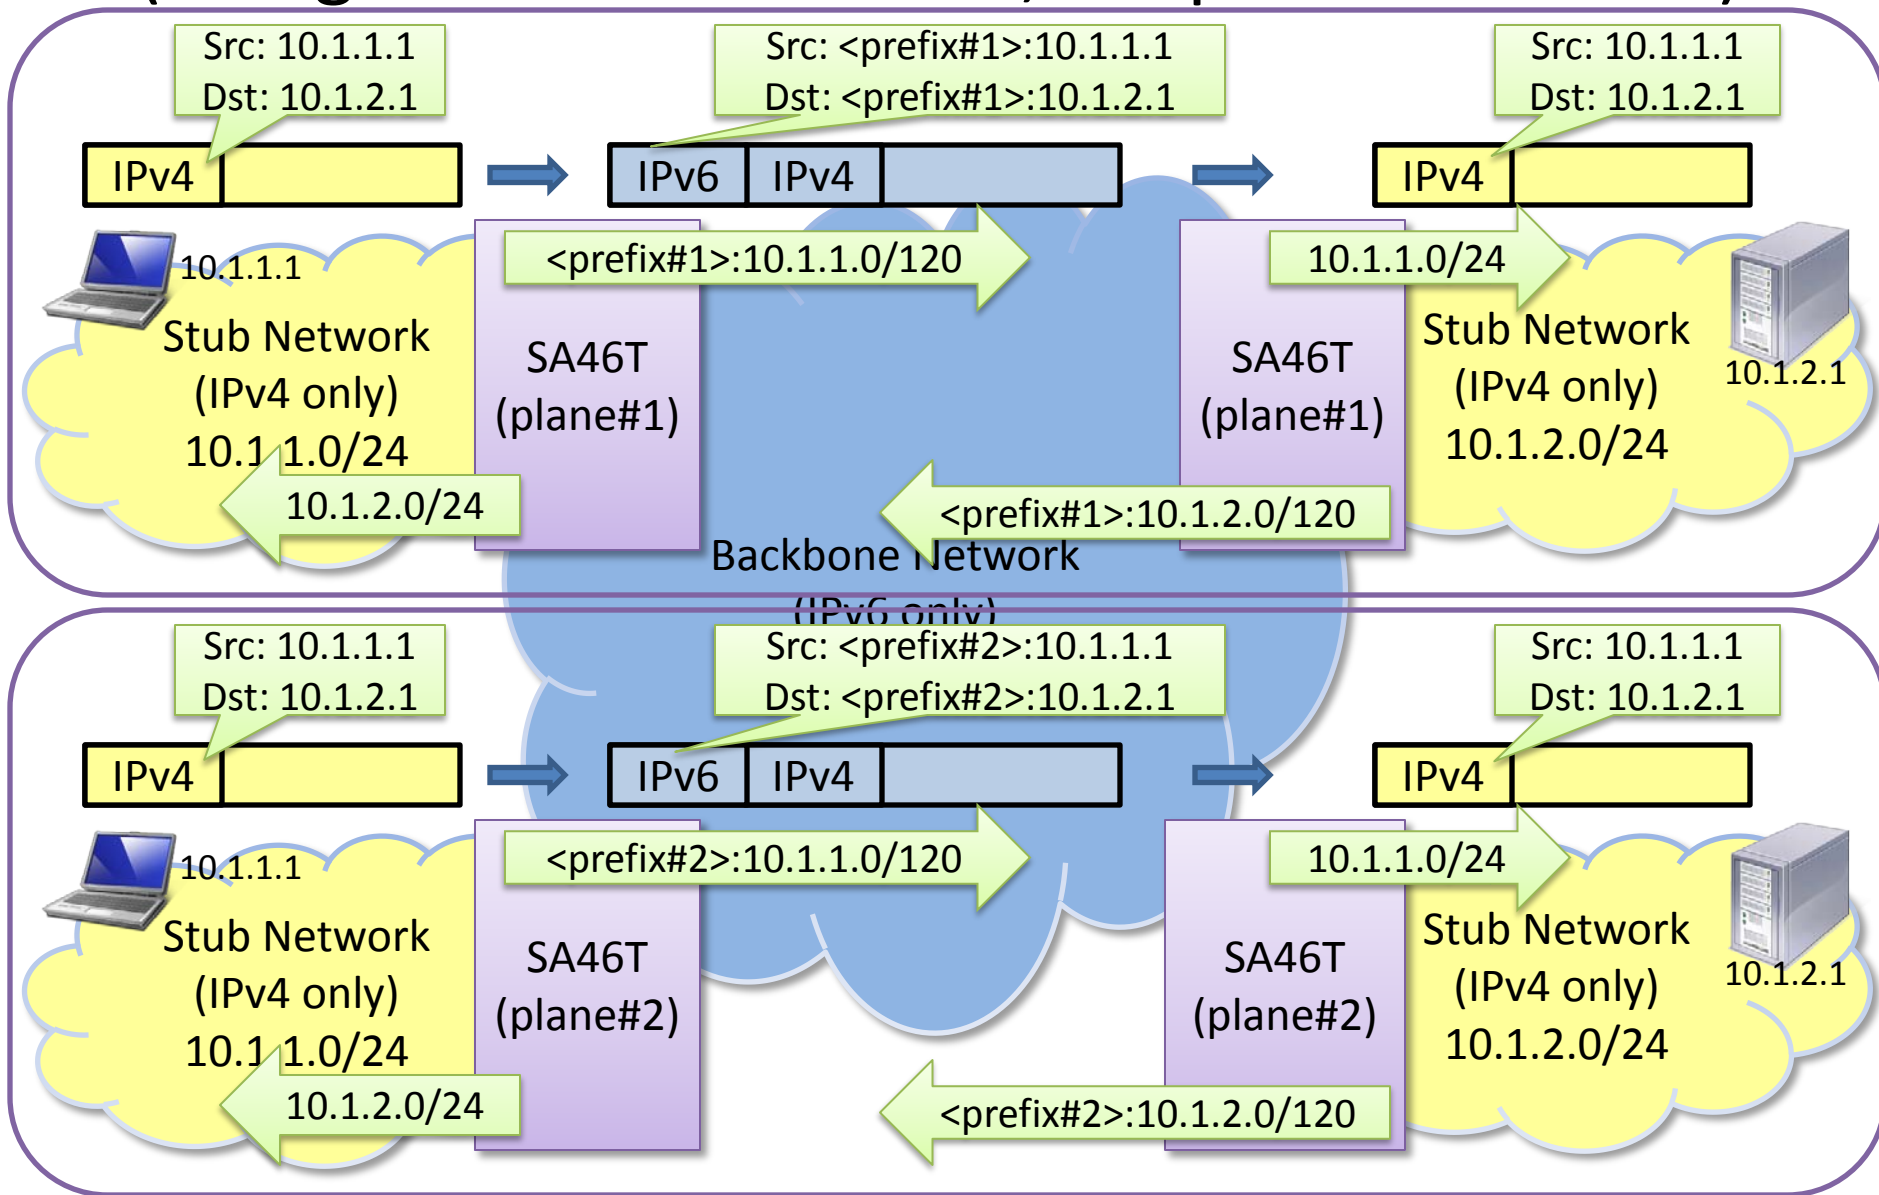 Src: 10.1.1.1
Dst: 10.1.2.1
Src: <prefix#1>:10.1.1.1
Dst: <prefix#1>:10.1.2.1
Src: 10.1.1.1
Dst: 10.1.2.1
IPv4
IPv6 IPv4
IPv4
10.1.1.1
<prefix#1>:10.1.1.0/120
10.1.1.0/24
Stub Network
(IPv4 only)
10.1.1.0/24
SA46T
(plane#1)
SA46T
(plane#1)
Stub Network
(IPv4 only)
10.1.2.0/24
10.1.2.1
10.1.2.0/24
<prefix#1>:10.1.2.0/120
Backbone Network
(IPv6 only)
Src: 10.1.1.1
Dst: 10.1.2.1
Src: <prefix#2>:10.1.1.1
Dst: <prefix#2>:10.1.2.1
Src: 10.1.1.1
Dst: 10.1.2.1
IPv4
IPv6 IPv4
IPv4
10.1.1.1
<prefix#2>:10.1.1.0/120
10.1.1.0/24
Stub Network
(IPv4 only)
10.1.1.0/24
SA46T
(plane#2)
SA46T
(plane#2)
Stub Network
(IPv4 only)
10.1.2.0/24
10.1.2.1
10.1.2.0/24
<prefix#2>:10.1.2.0/120